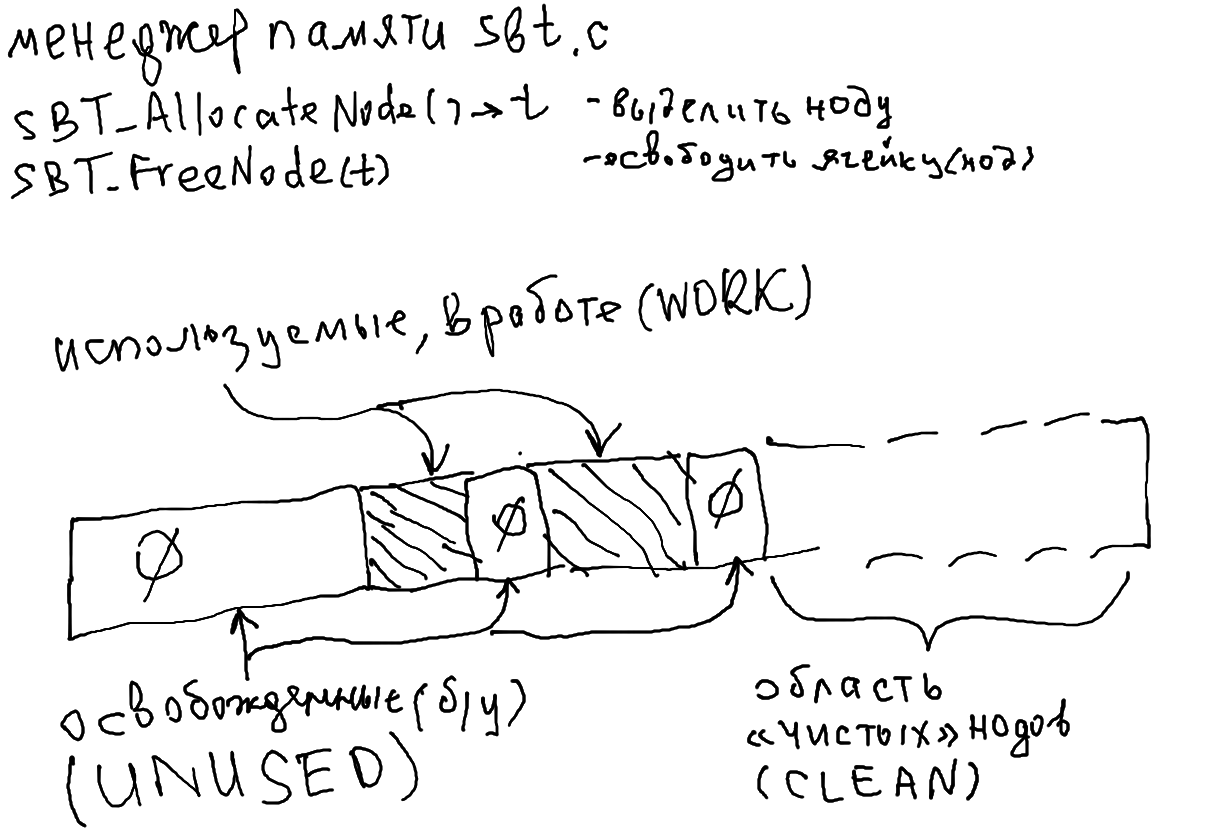 менеджер памяти sbt.c
SBT_AllocateNode()→t - выделить ноду
SBT_FreeNode(t) - освободить ячейку(нод)
используемые, в работе (WORK)
Ø Ø Ø
освобожденные (б/у)
(UNUSED)
область
«чистых» нодов
(CLEAN)